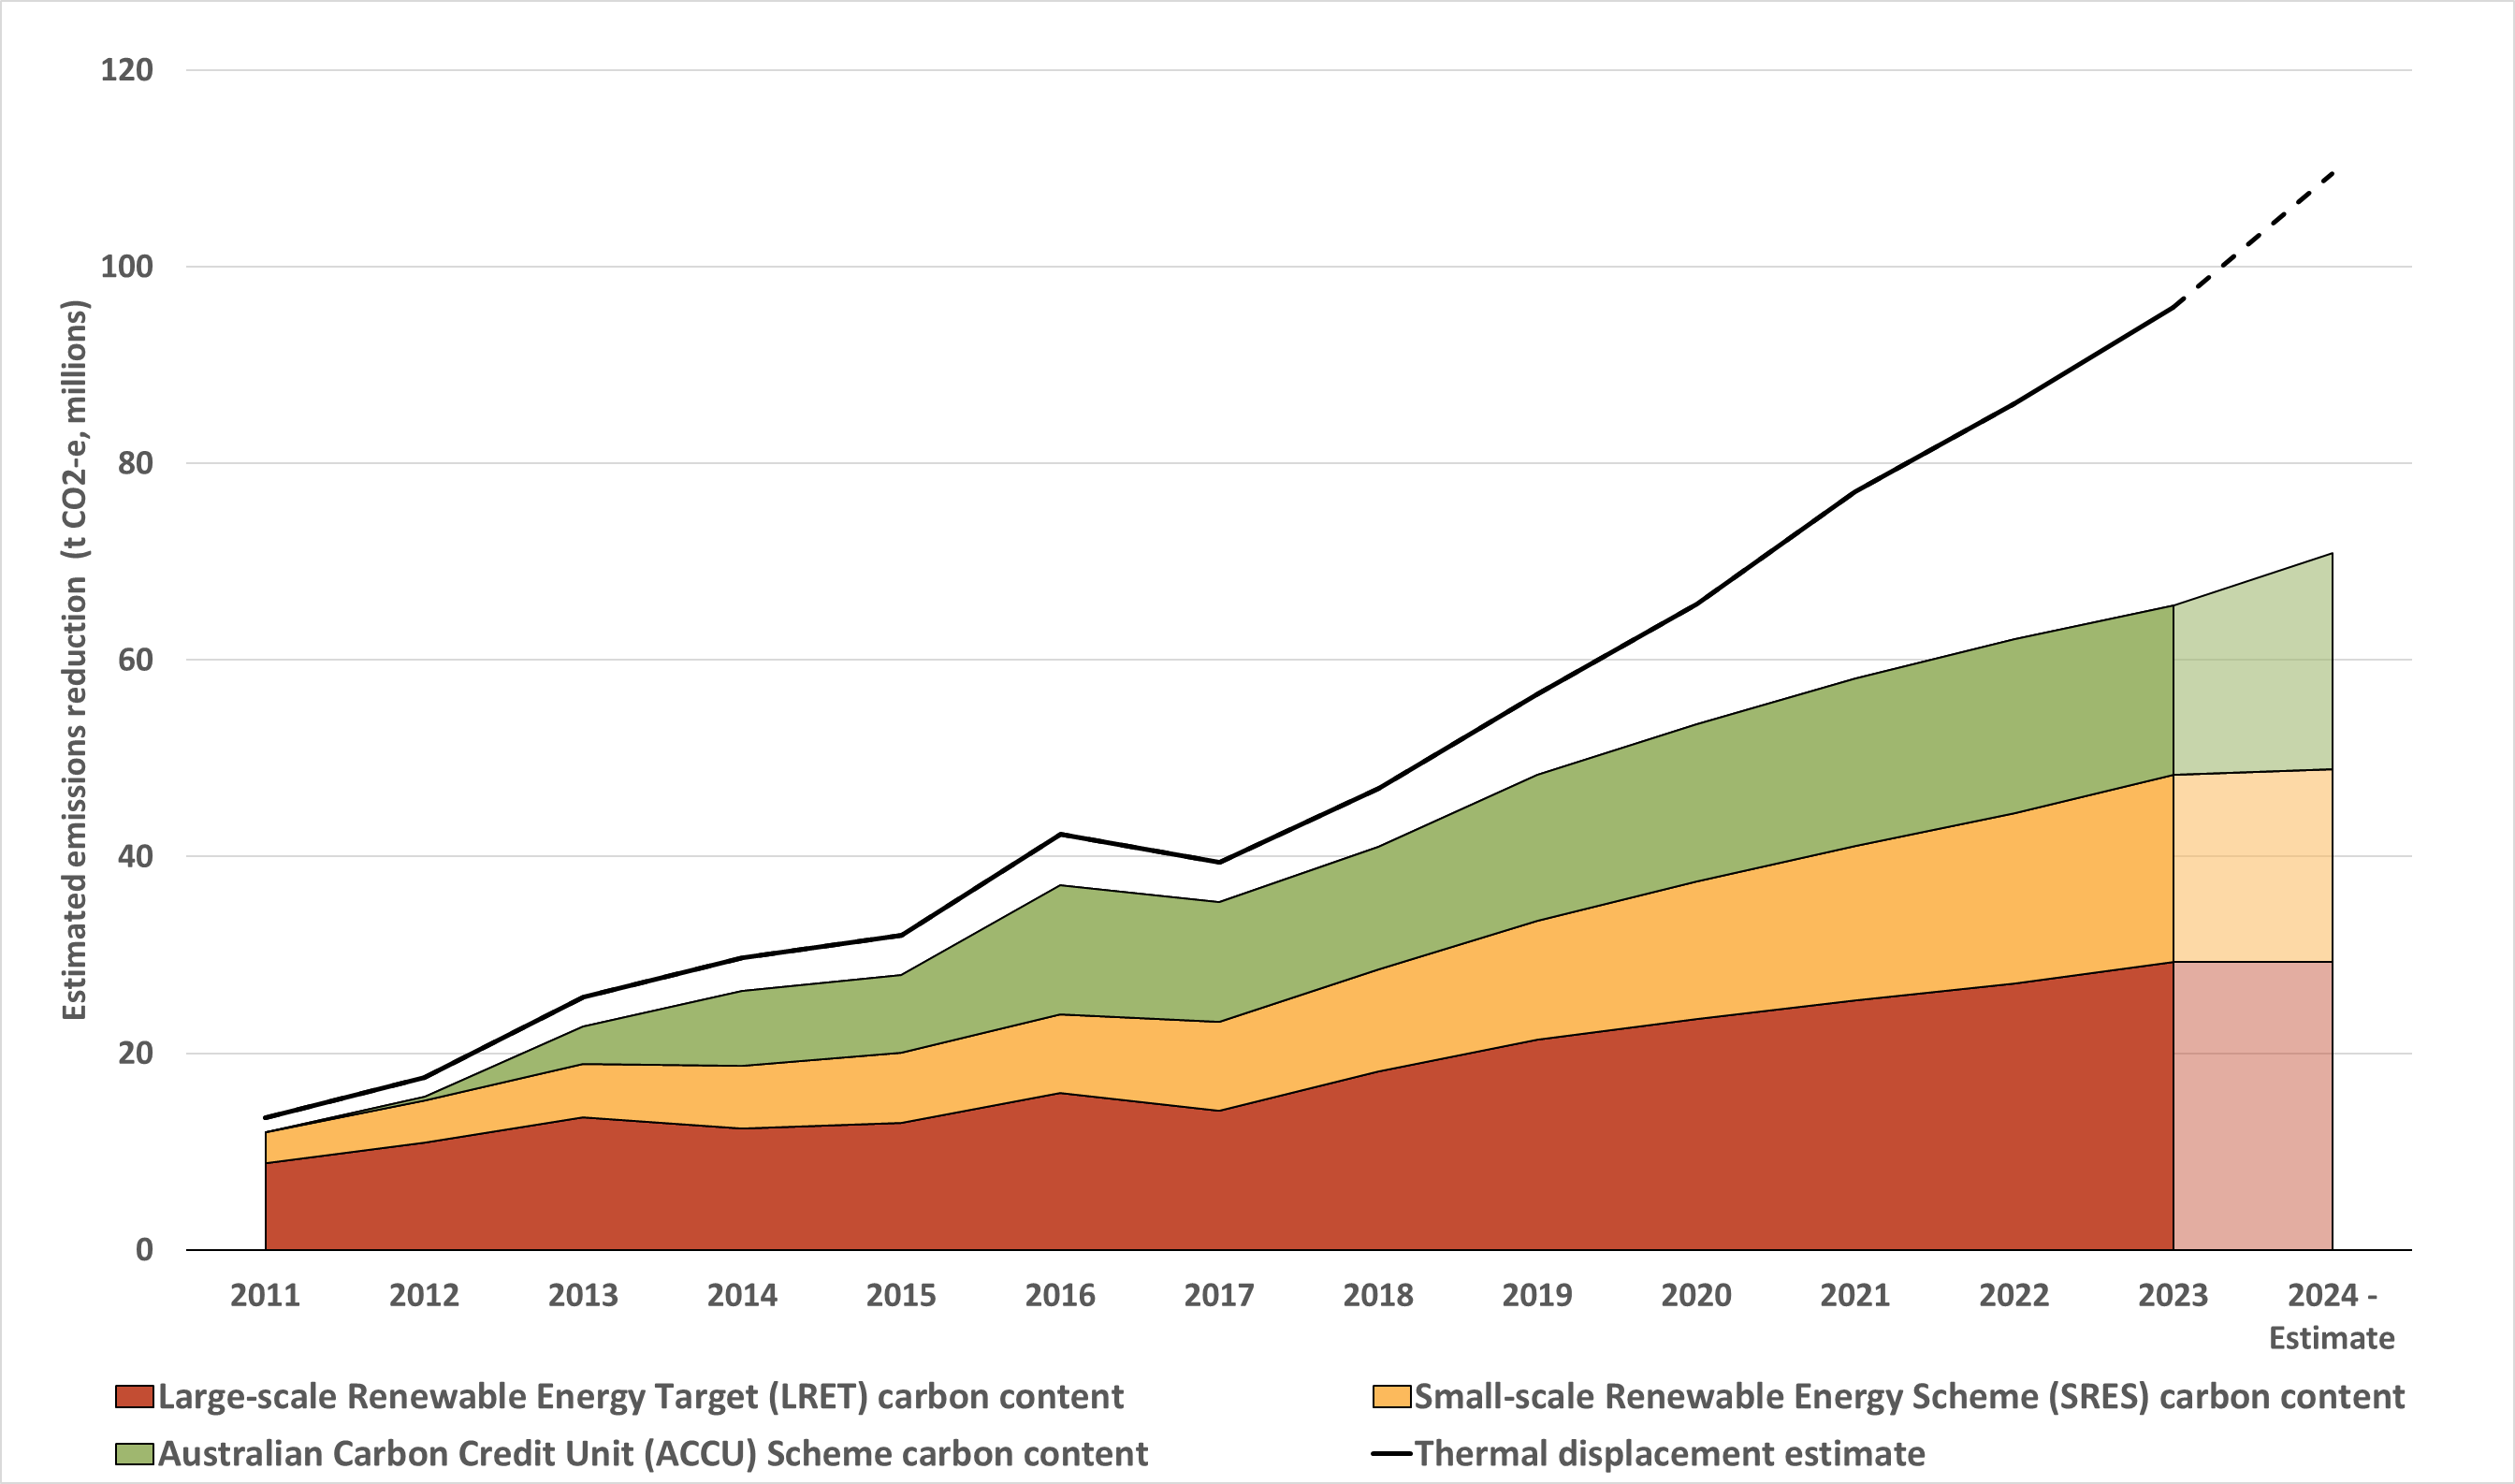 Estimated emissions reduction (t CO2-e, millions)
120
100
80
60
40
20
0
2011 2012 2013 2014 2015 2016 2017 2018 2019 2020 2021 2022 2023 2024 -
Estimate
Large-scale Renewable Energy Target (LRET) carbon content
Small-scale Renewable Energy Scheme (SRES) carbon content
Australian Carbon Credit Unit (ACCU) Scheme carbon content
Thermal displacement estimate